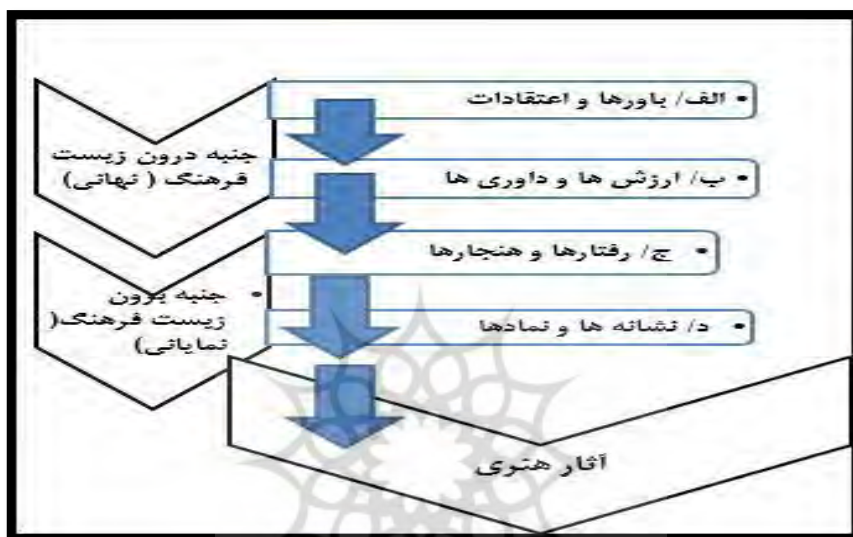 • الف/ باورها و اعتقادات
جنبه درون زیست
فرهنگ ( نهانی)
• ب/ ارزش ها و داوری ها
• ج/ رفتارها و هنجارها
• جنبه برون
زیست فرهنگ(
نمایانی)
• د/ نشانه ها و نمادها
آثار هنری